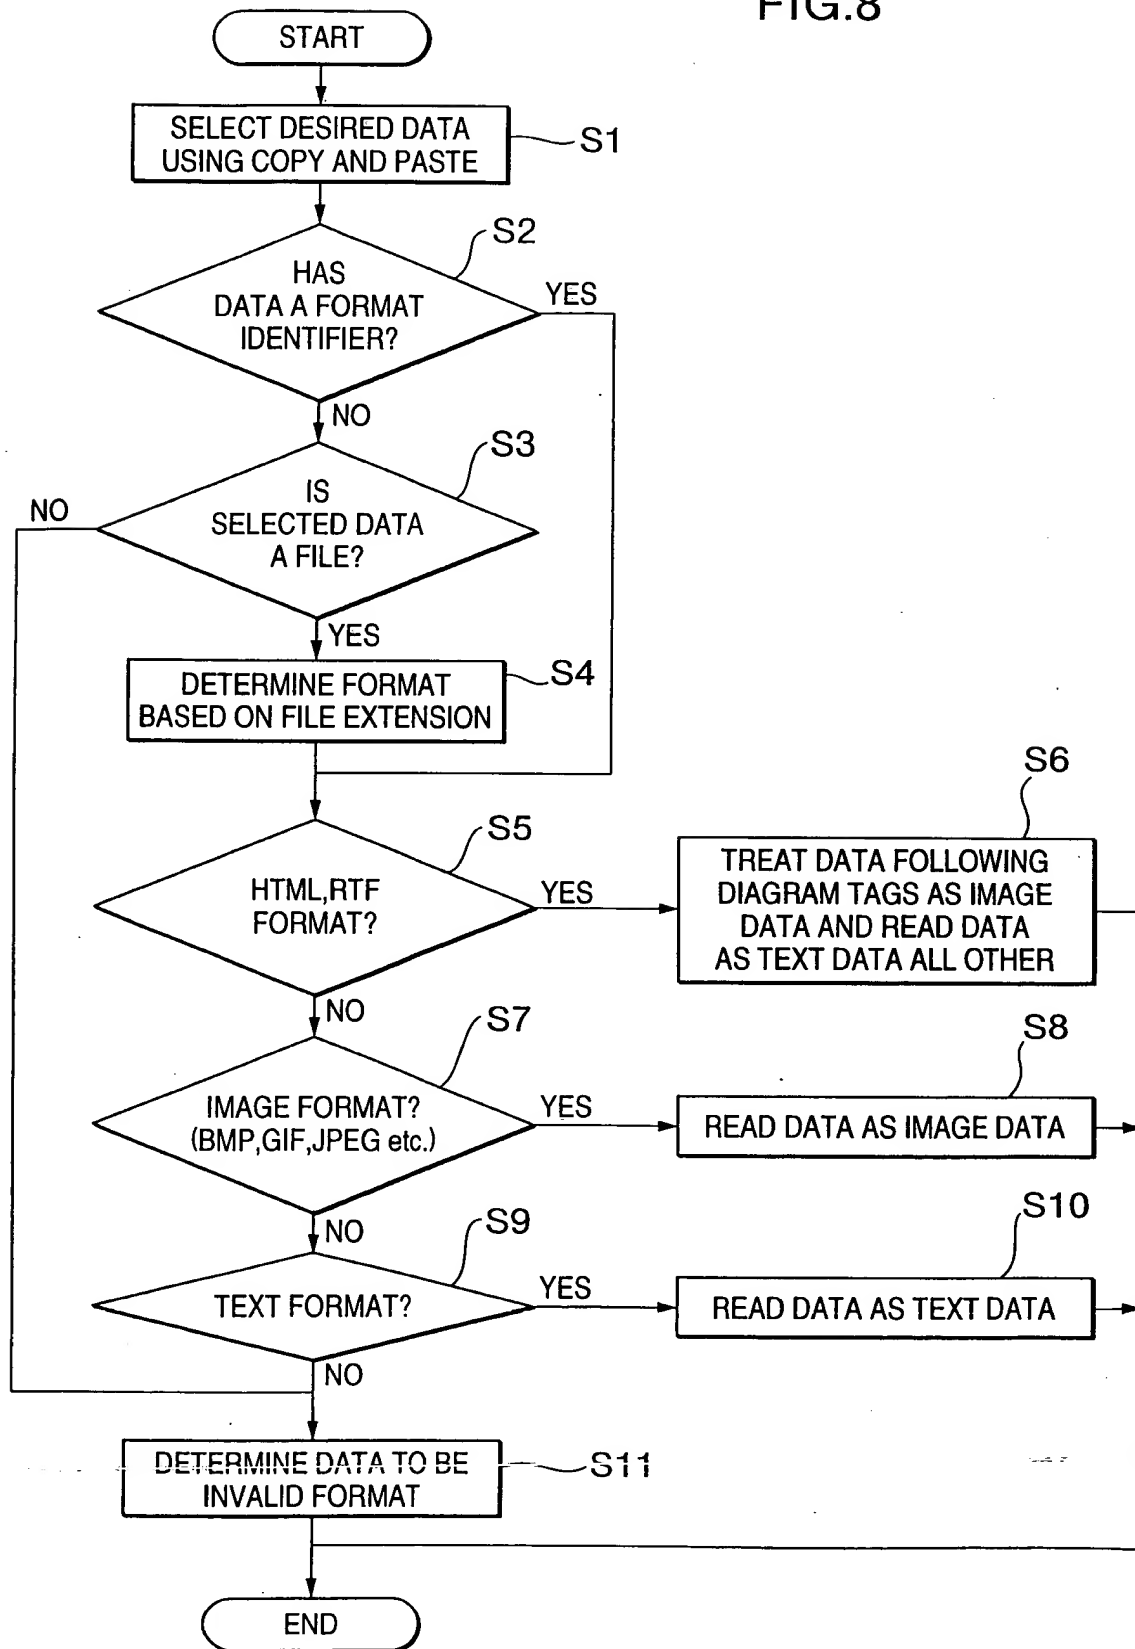 FIG.8
START
SELECT DESIRED DATA
USING COPY AND PASTE
S1
S2
HAS
DATA A FORMAT
IDENTIFIER?
YES
NO
S3
IS
SELECTED DATA
A FILE?
NO
YES
S4
DETERMINE FORMAT
BASED ON FILE EXTENSION
S5
HTML,RTF
FORMAT?
YES
S6
TREAT DATA FOLLOWING
DIAGRAM TAGS AS IMAGE
DATA AND READ DATA
AS TEXT DATA ALL OTHER
NO
S7
IMAGE FORMAT?
(BMP,GIF,JPEG etc.)
YES
S8
READ DATA AS IMAGE DATA
NO
S9
TEXT FORMAT?
YES
S10
READ DATA AS TEXT DATA
NO
DETERMINE DATA TO BE
INVALID FORMAT
S11
END